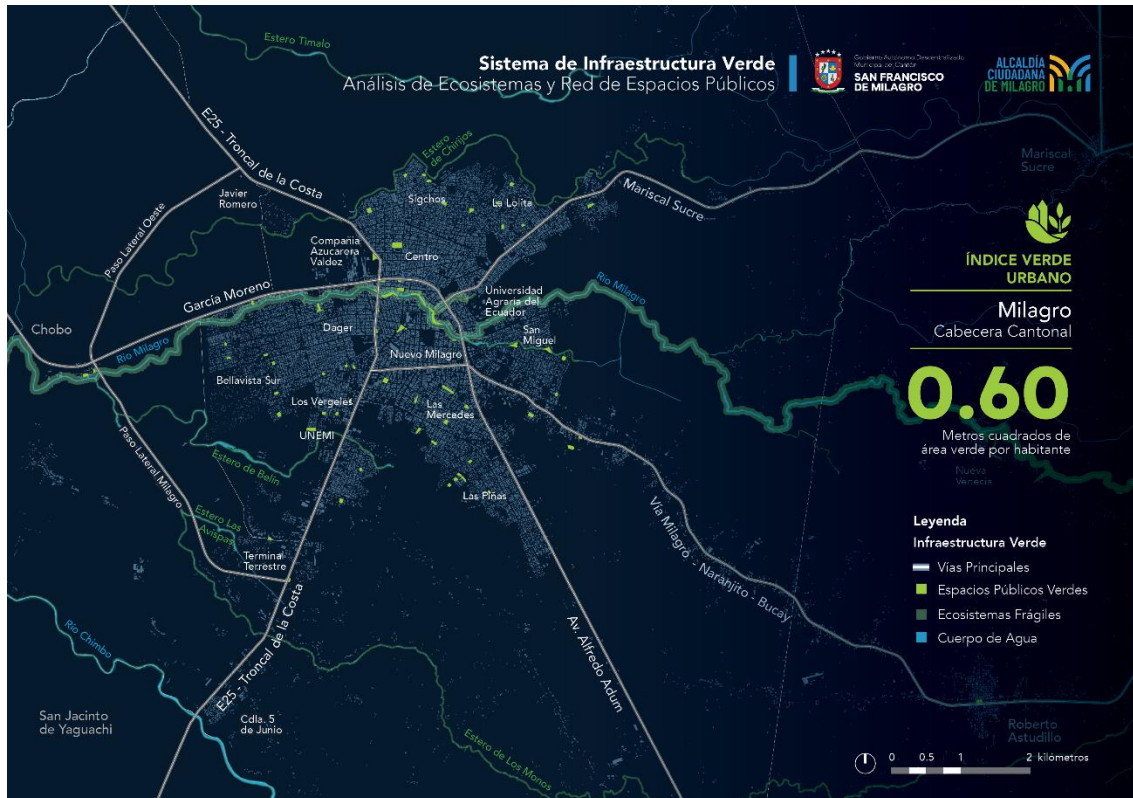 Estero Tímalo
Sistema de Infraestructura Verde
Análisis de Ecosistemas y Red de Espacios Públicos
Gobierno Autónomo Descentralizado
Municipal del Cantón
SAN FRANCISCO
DE MILAGRO
ALCALDÍA
CIUDADANA
DE MILAGRO
E25 - Troncal de la Costa
Estero
de Chirijos
Mariscal
Sucre
Javier
Romero
Sigchos
La Lolita
Mariscal Sucre
Paso Lateral Oeste
Compañía
Azucarera
Valdez
Centro
ÍNDICE VERDE
URBANO
García Moreno
Universidad
Agraria del
Ecuador
Río Milagro
Milagro
Cabecera Cantonal
Chobo
Río Milagro
Dager
San
Miguel
Nuevo Milagro
0.60
Metros cuadrados de
área verde por habitante
Bellavista Sur
Los Vergeles
Las
Mercedes
UNEMI
Paso Lateral Milagro
Estero de Belín
Las Piñas
Nueva
Venecia
Estero Las
Avispas
Terminal
Terrestre
Vía Milagro - Naranjito - Bucay
Leyenda
Infraestructura Verde
Vías Principales
Espacios Públicos Verdes
Ecosistemas Frágiles
Cuerpo de Agua
Río Chimbo
E25 - Troncal de la Costa
Av. Alfredo Adum
San Jacinto
de Yaguachi
Cdla. 5
de Junio
Estero de Los Monos
Roberto
Astudillo
0 0.5 1 2 kilómetros